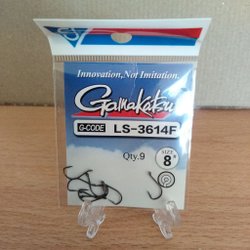 Innovation, Not Imitation.
Gamakatsu
G-CODE LS-3614F
Qty.9
SIZE
8